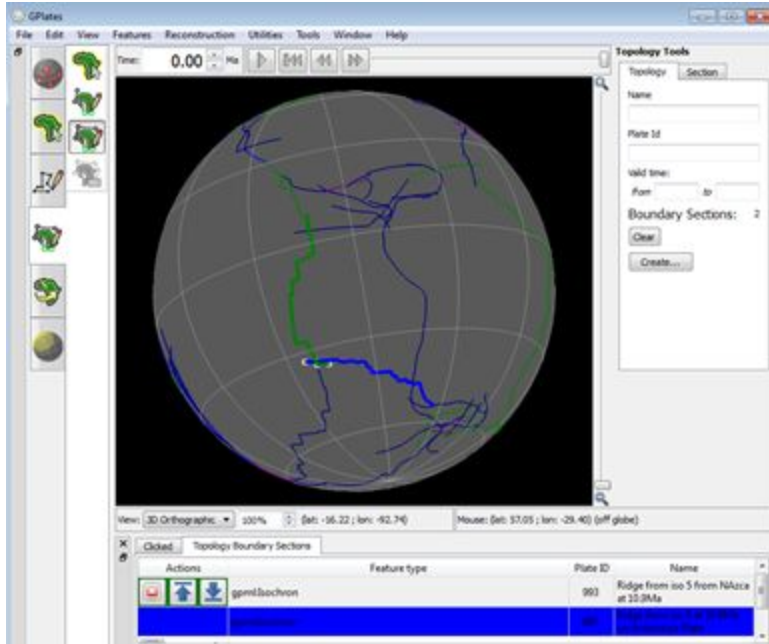 GPlates
File Edit View Features Reconstruction Utilities Tools Window Help
Time: 0.00 Ma
Topology Tools
Topology Section
Name
Plate Id
Valid time:
from to
Boundary Sections: 2
Clear
Create...
View: 3D Orthographic 100% (lat: -16.22 ; lon: -92.74) Mouse: (lat: 57.05 ; lon: -29.40) (off globe)
Clicked Topology Boundary Sections
Actions Feature type Plate ID Name
gpml:Isochron 993 Ridge from iso 5 from NAzca at 10.9Ma